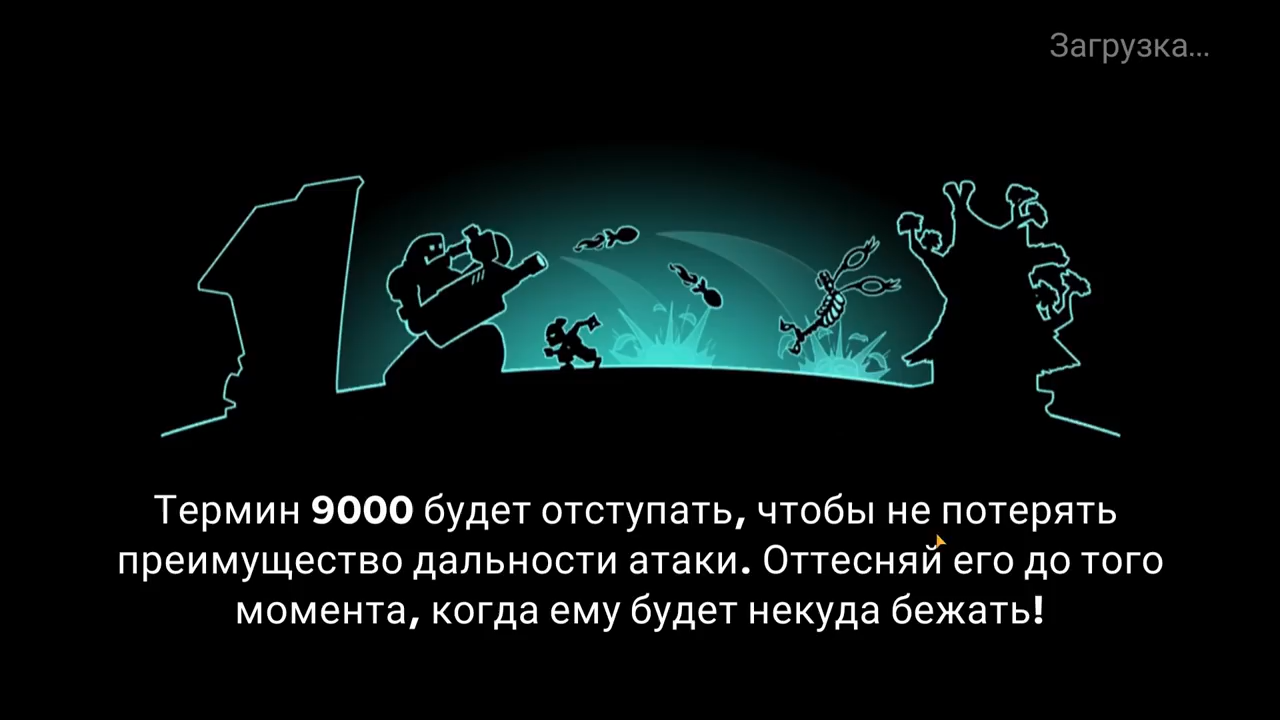 Загрузка...
Термин 9000 будет отступать, чтобы не потерять
преимущество дальности атаки. Оттесняй его до того
момента, когда ему будет некуда бежать!